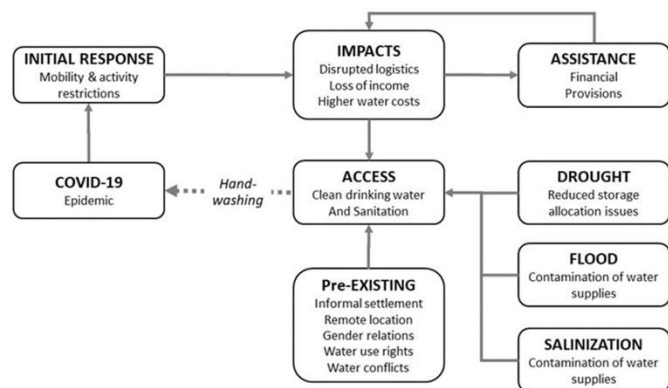 INITIAL RESPONSE
Mobility & activity
restrictions
IMPACTS
Disrupted logistics
Loss of income
Higher water costs
ASSISTANCE
Financial
Provisions
COVID-19
Epidemic
Hand-
washing
ACCESS
Clean drinking water
And Sanitation
DROUGHT
Reduced storage
allocation issues
Pre-EXISTING
Informal settlement
Remote location
Gender relations
Water use rights
Water conflicts
FLOOD
Contamination of water
supplies
SALINIZATION
Contamination of water
supplies